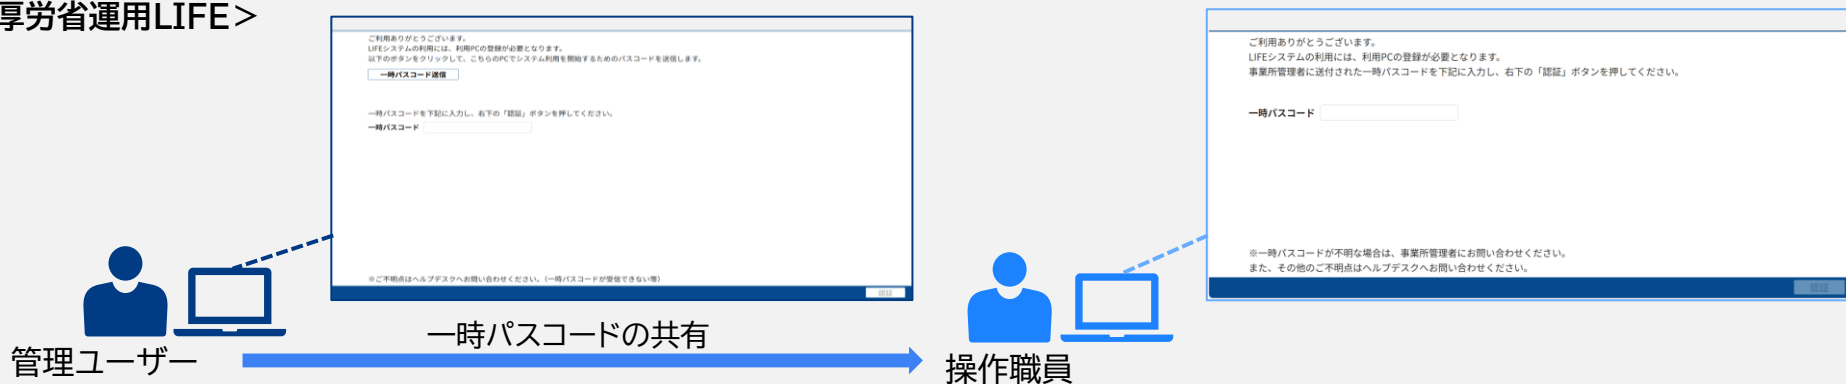 厚労省運用LIFE＞
ご利用ありがとうございます。
LIFEシステムの利用には、利用PCの登録が必要となります。
以下のボタンをクリックして、こちらのPCでシステム利用を開始するためのパスコードを送信します。
一時パスコード送信
一時パスコードを下記に入力し、右下の「認証」ボタンを押してください。
一時パスコード
※ご不明点はヘルプデスクへお問い合わせください。（一時パスコードが受信できない等）
認証
ご利用ありがとうございます。
LIFEシステムの利用には、利用PCの登録が必要となります。
事業所管理者に送付された一時パスコードを下記に入力し、右下の「認証」ボタンを押してください。
一時パスコード
※一時パスコードが不明な場合は、事業所管理者にお問い合わせください。
また、その他のご不明点はヘルプデスクへお問い合わせください。
認証
一時パスコードの共有
管理ユーザー
操作職員